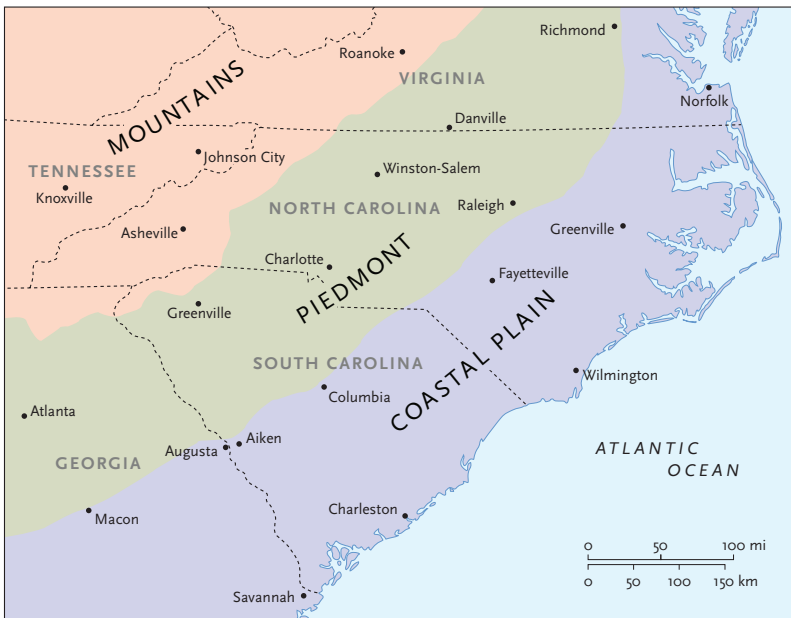 Richmond
Roanoke
VIRGINIA
MOUNTAINS
Norfolk
Danville
Johnson City
TENNESSEE
Winston-Salem
Knoxville
NORTH CAROLINA
Raleigh
Asheville
Greenville
Charlotte
PIEDMONT
Fayetteville
Greenville
COASTAL PLAIN
SOUTH CAROLINA
Wilmington
Columbia
Atlanta
Aiken
Augusta
ATLANTIC
OCEAN
GEORGIA
Charleston
Macon
0 50 100 mi
0 50 100 150 km
Savannah